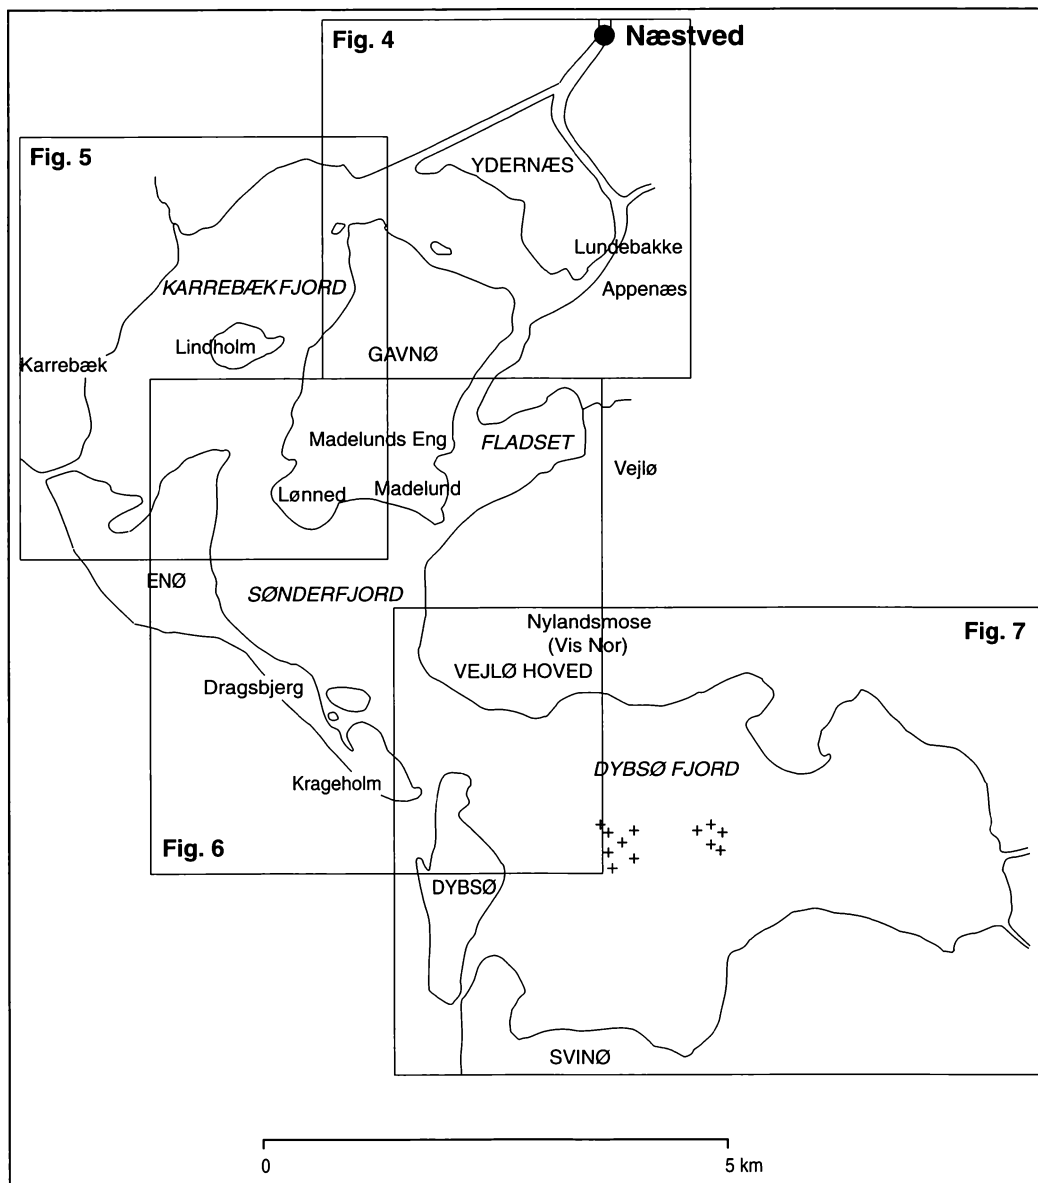 Fig. 4
Næstved
Fig. 5
YDERNÆS
Lundebakke
KARREBÆK FJORD
Appenæs
Lindholm
GAVNØ
Karrebæk
Madelunds Eng
FLADSET
Vejlø
Lønned
Madelund
ENØ
SØNDERFJORD
Nylandsmose
(Vis Nor)
Fig. 7
VEJLØ HOVED
Dragsbjerg
DYBSØ FJORD
Krageholm
Fig. 6
DYBSØ
SVINØ
0
5 km